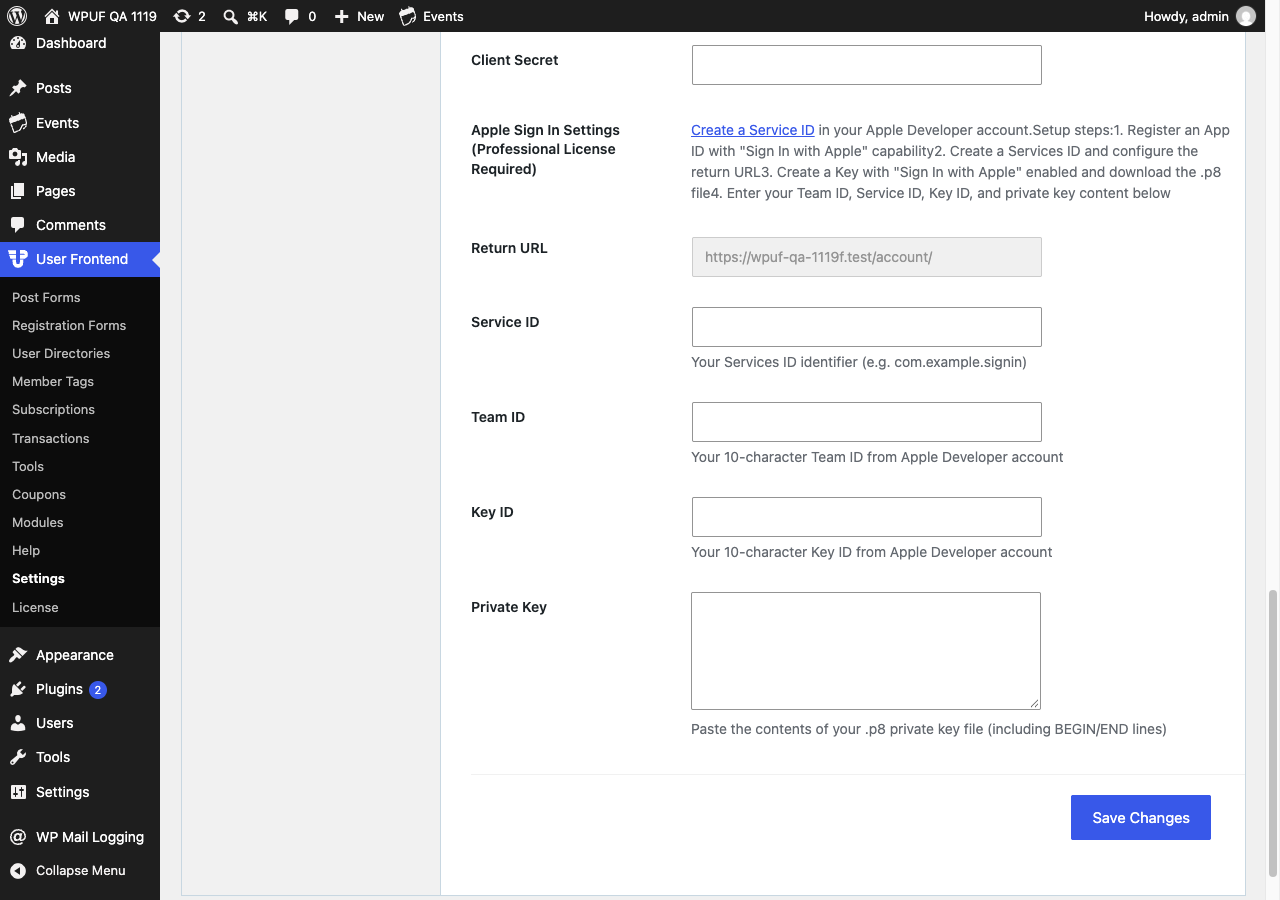 WPUF QA 1119
2
⌘K
0
New
Events
Howdy, admin
Dashboard
Posts
Events
Media
Pages
Comments
User Frontend
Post Forms
Registration Forms
User Directories
Member Tags
Subscriptions
Transactions
Tools
Coupons
Modules
Help
Settings
License
Appearance
Plugins 2
Users
Tools
Settings
WP Mail Logging
Collapse Menu
Client Secret
Apple Sign In Settings
(Professional License
Required)
Create a Service ID in your Apple Developer account.Setup steps:1. Register an App
ID with "Sign In with Apple" capability2. Create a Services ID and configure the
return URL3. Create a Key with "Sign In with Apple" enabled and download the .p8
file4. Enter your Team ID, Service ID, Key ID, and private key content below
Return URL
https://wpuf-qa-1119f.test/account/
Service ID
Your Services ID identifier (e.g. com.example.signin)
Team ID
Your 10-character Team ID from Apple Developer account
Key ID
Your 10-character Key ID from Apple Developer account
Private Key
Paste the contents of your .p8 private key file (including BEGIN/END lines)
Save Changes